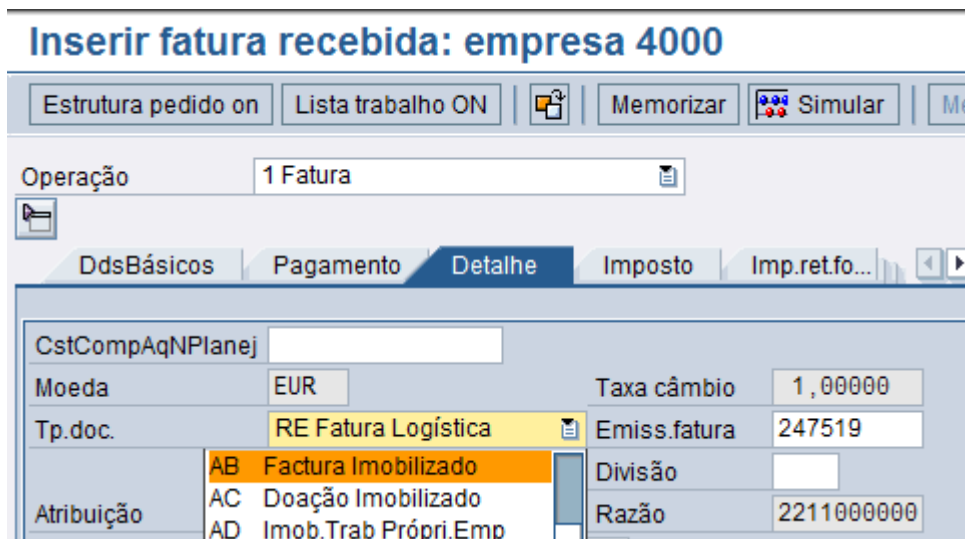 Inserir fatura recebida: empresa 4000
Estrutura pedido on Lista trabalho ON Memorizar Simular
Operação 1 Fatura
DdsBásicos Pagamento Detalhe Imposto Imp.ret.fo...
CstCompAqNPlanej
Moeda EUR Taxa câmbio 1,00000
Tp.doc. RE Fatura Logística Emiss.fatura 247519
AB Factura Imobilizado Divisão
AC Doação Imobilizado
Atribuição Razão 2211000000
AD Imob.Trab Própri.Emp